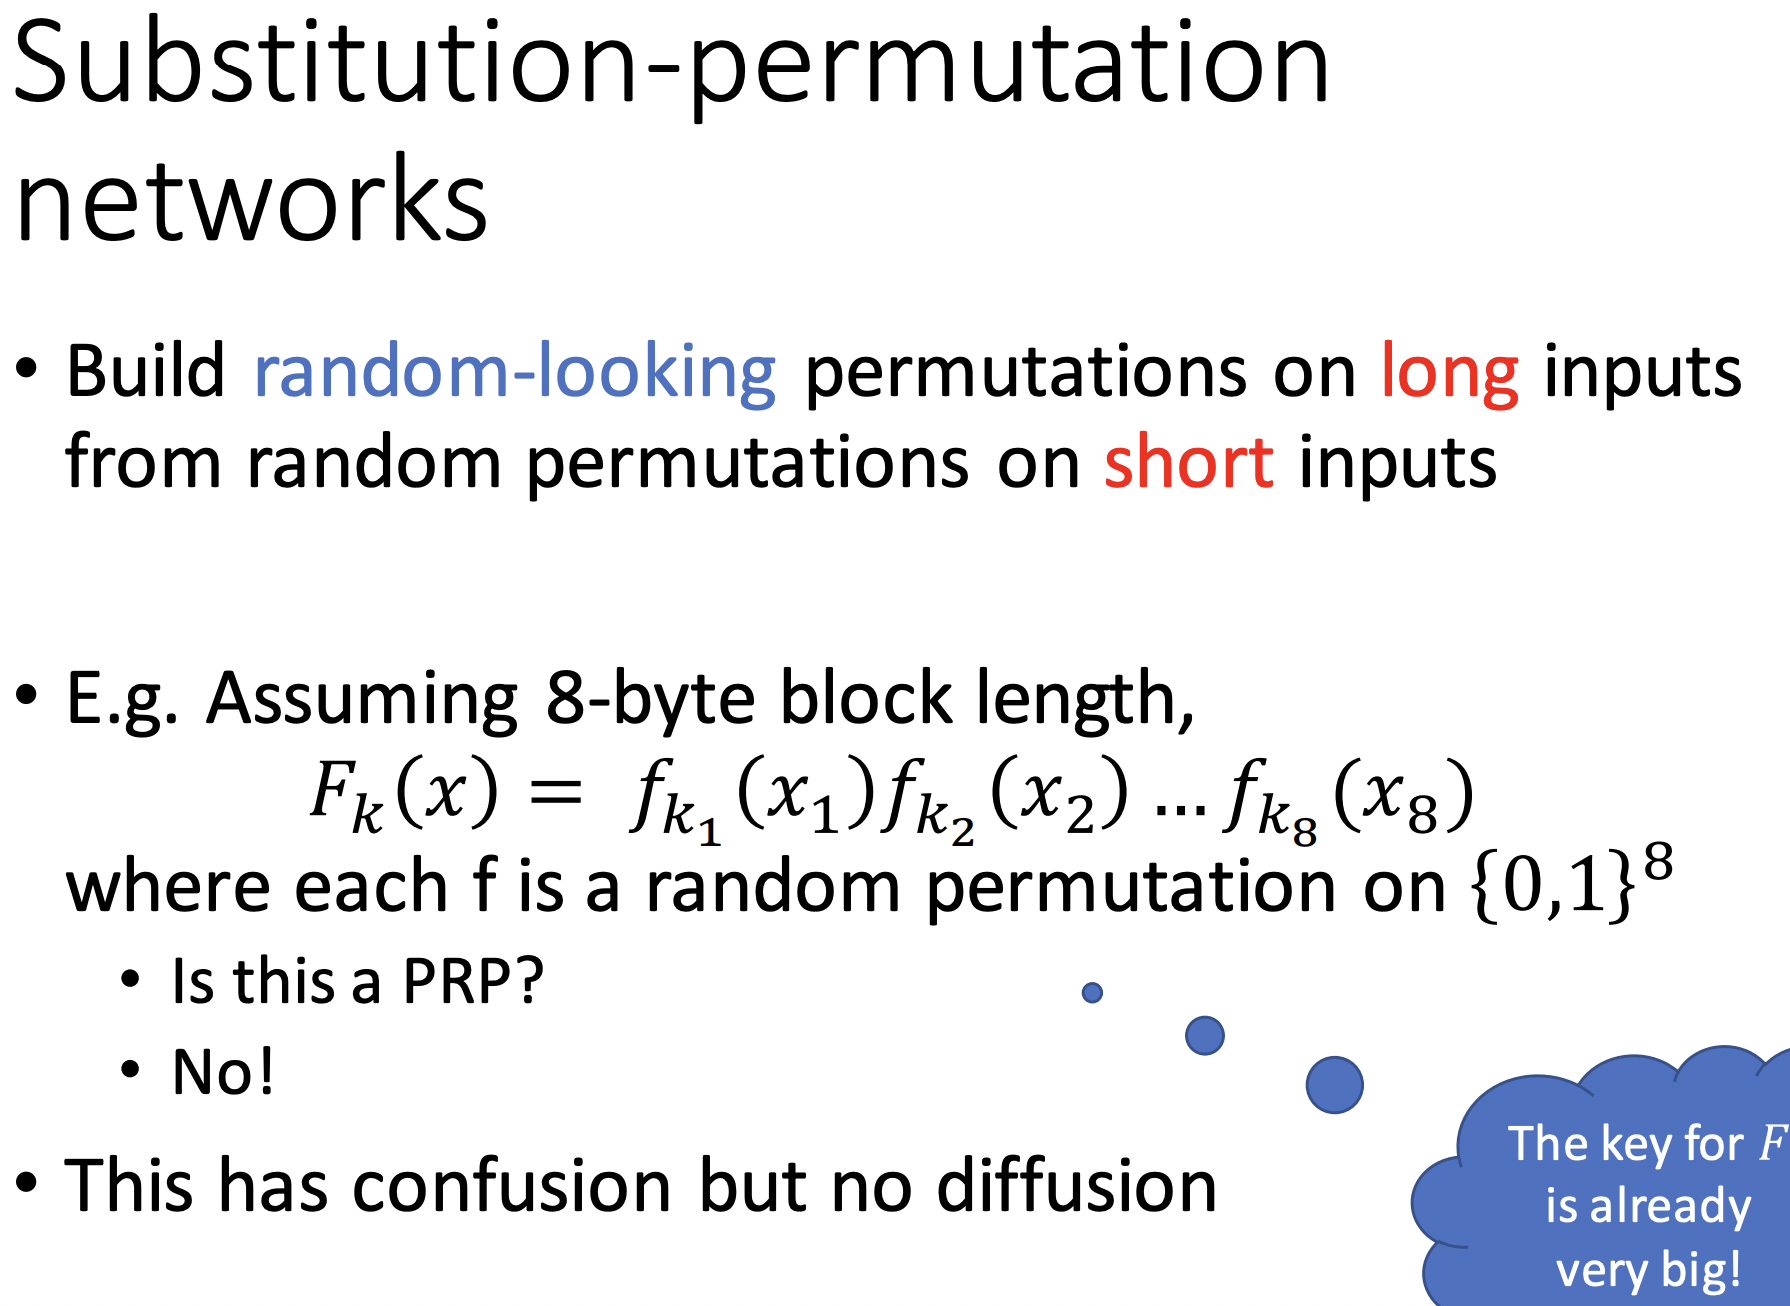 Substitution-permutation
networks
• Build random-looking permutations on long inputs
from random permutations on short inputs
• E.g. Assuming 8-byte block length,
F_k(x) = f_{k_1}(x_1)f_{k_2}(x_2) … f_{k_8}(x_8)
where each f is a random permutation on {0,1}^8
• Is this a PRP?
• No!
• This has confusion but no diffusion
The key for F
is already
very big!